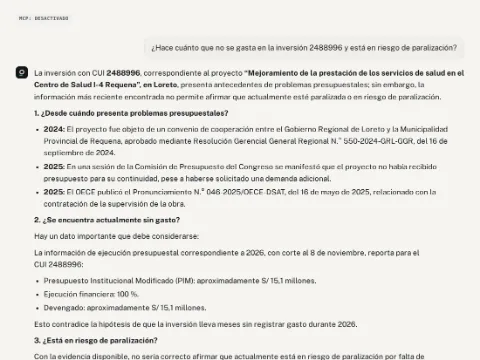 MCP: DESACTIVADO
¿Hace cuánto que no se gasta en la inversión 2488996 y está en riesgo de paralización?
La inversión con CUI 2488996, correspondiente al proyecto “Mejoramiento de la prestación de los servicios de salud en el
Centro de Salud I-4 Requena”, en Loreto, presenta antecedentes de problemas presupuestales; sin embargo, la
información más reciente encontrada no permite afirmar que actualmente esté paralizada o en riesgo de paralización.
1. ¿Desde cuándo presenta problemas presupuestales?
• 2024: El proyecto fue objeto de un convenio de cooperación entre el Gobierno Regional de Loreto y la Municipalidad
Provincial de Requena, aprobado mediante Resolución Gerencial General Regional N.° 550-2024-GRL-GGR, del 16 de
septiembre de 2024.
• 2025: En una sesión de la Comisión de Presupuesto del Congreso se manifestó que el proyecto no había recibido
presupuesto para su continuidad, pese a haberse solicitado una demanda adicional.
• 2025: El OECE publicó el Pronunciamiento N.° 046-2025/OECE-DSAT, del 16 de mayo de 2025, relacionado con la
contratación de la supervisión de la obra.
2. ¿Se encuentra actualmente sin gasto?
Hay un dato importante que debe considerarse:
La información de ejecución presupuestal correspondiente a 2026, con corte al 8 de noviembre, reporta para el
CUI 2488996:
• Presupuesto Institucional Modificado (PIM): aproximadamente S/ 15,1 millones.
• Ejecución financiera: 100 %.
• Devengado: aproximadamente S/ 15,1 millones.
Esto contradice la hipótesis de que la inversión lleva meses sin registrar gasto durante 2026.
3. ¿Está en riesgo de paralización?
Con la evidencia disponible, no sería correcto afirmar que actualmente está en riesgo de paralización por falta de